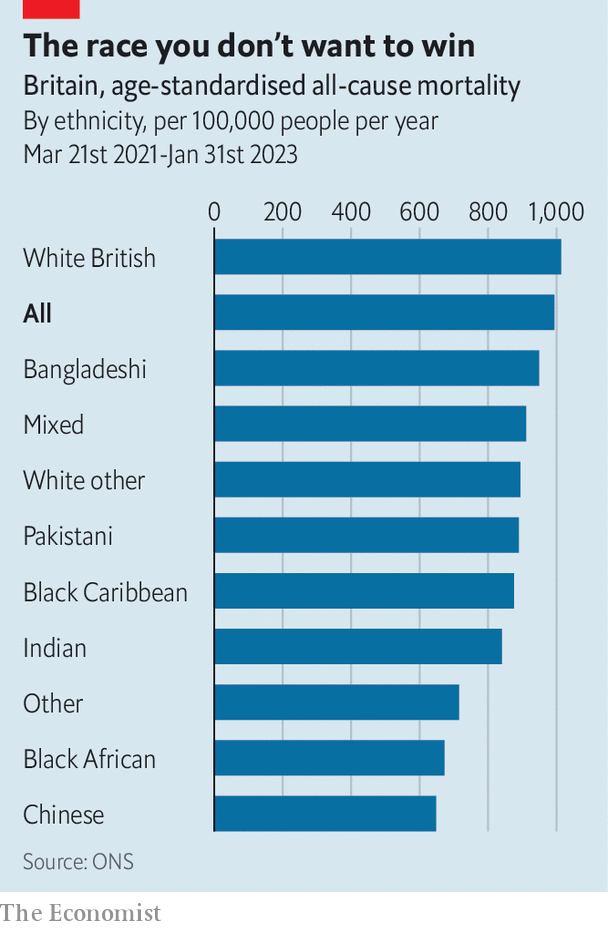 The race you don’t want to win
Britain, age-standardised all-cause mortality
By ethnicity, per 100,000 people per year
Mar 21st 2021-Jan 31st 2023
0 200 400 600 800 1,000
White British
All
Bangladeshi
Mixed
White other
Pakistani
Black Caribbean
Indian
Other
Black African
Chinese
Source: ONS
The Economist